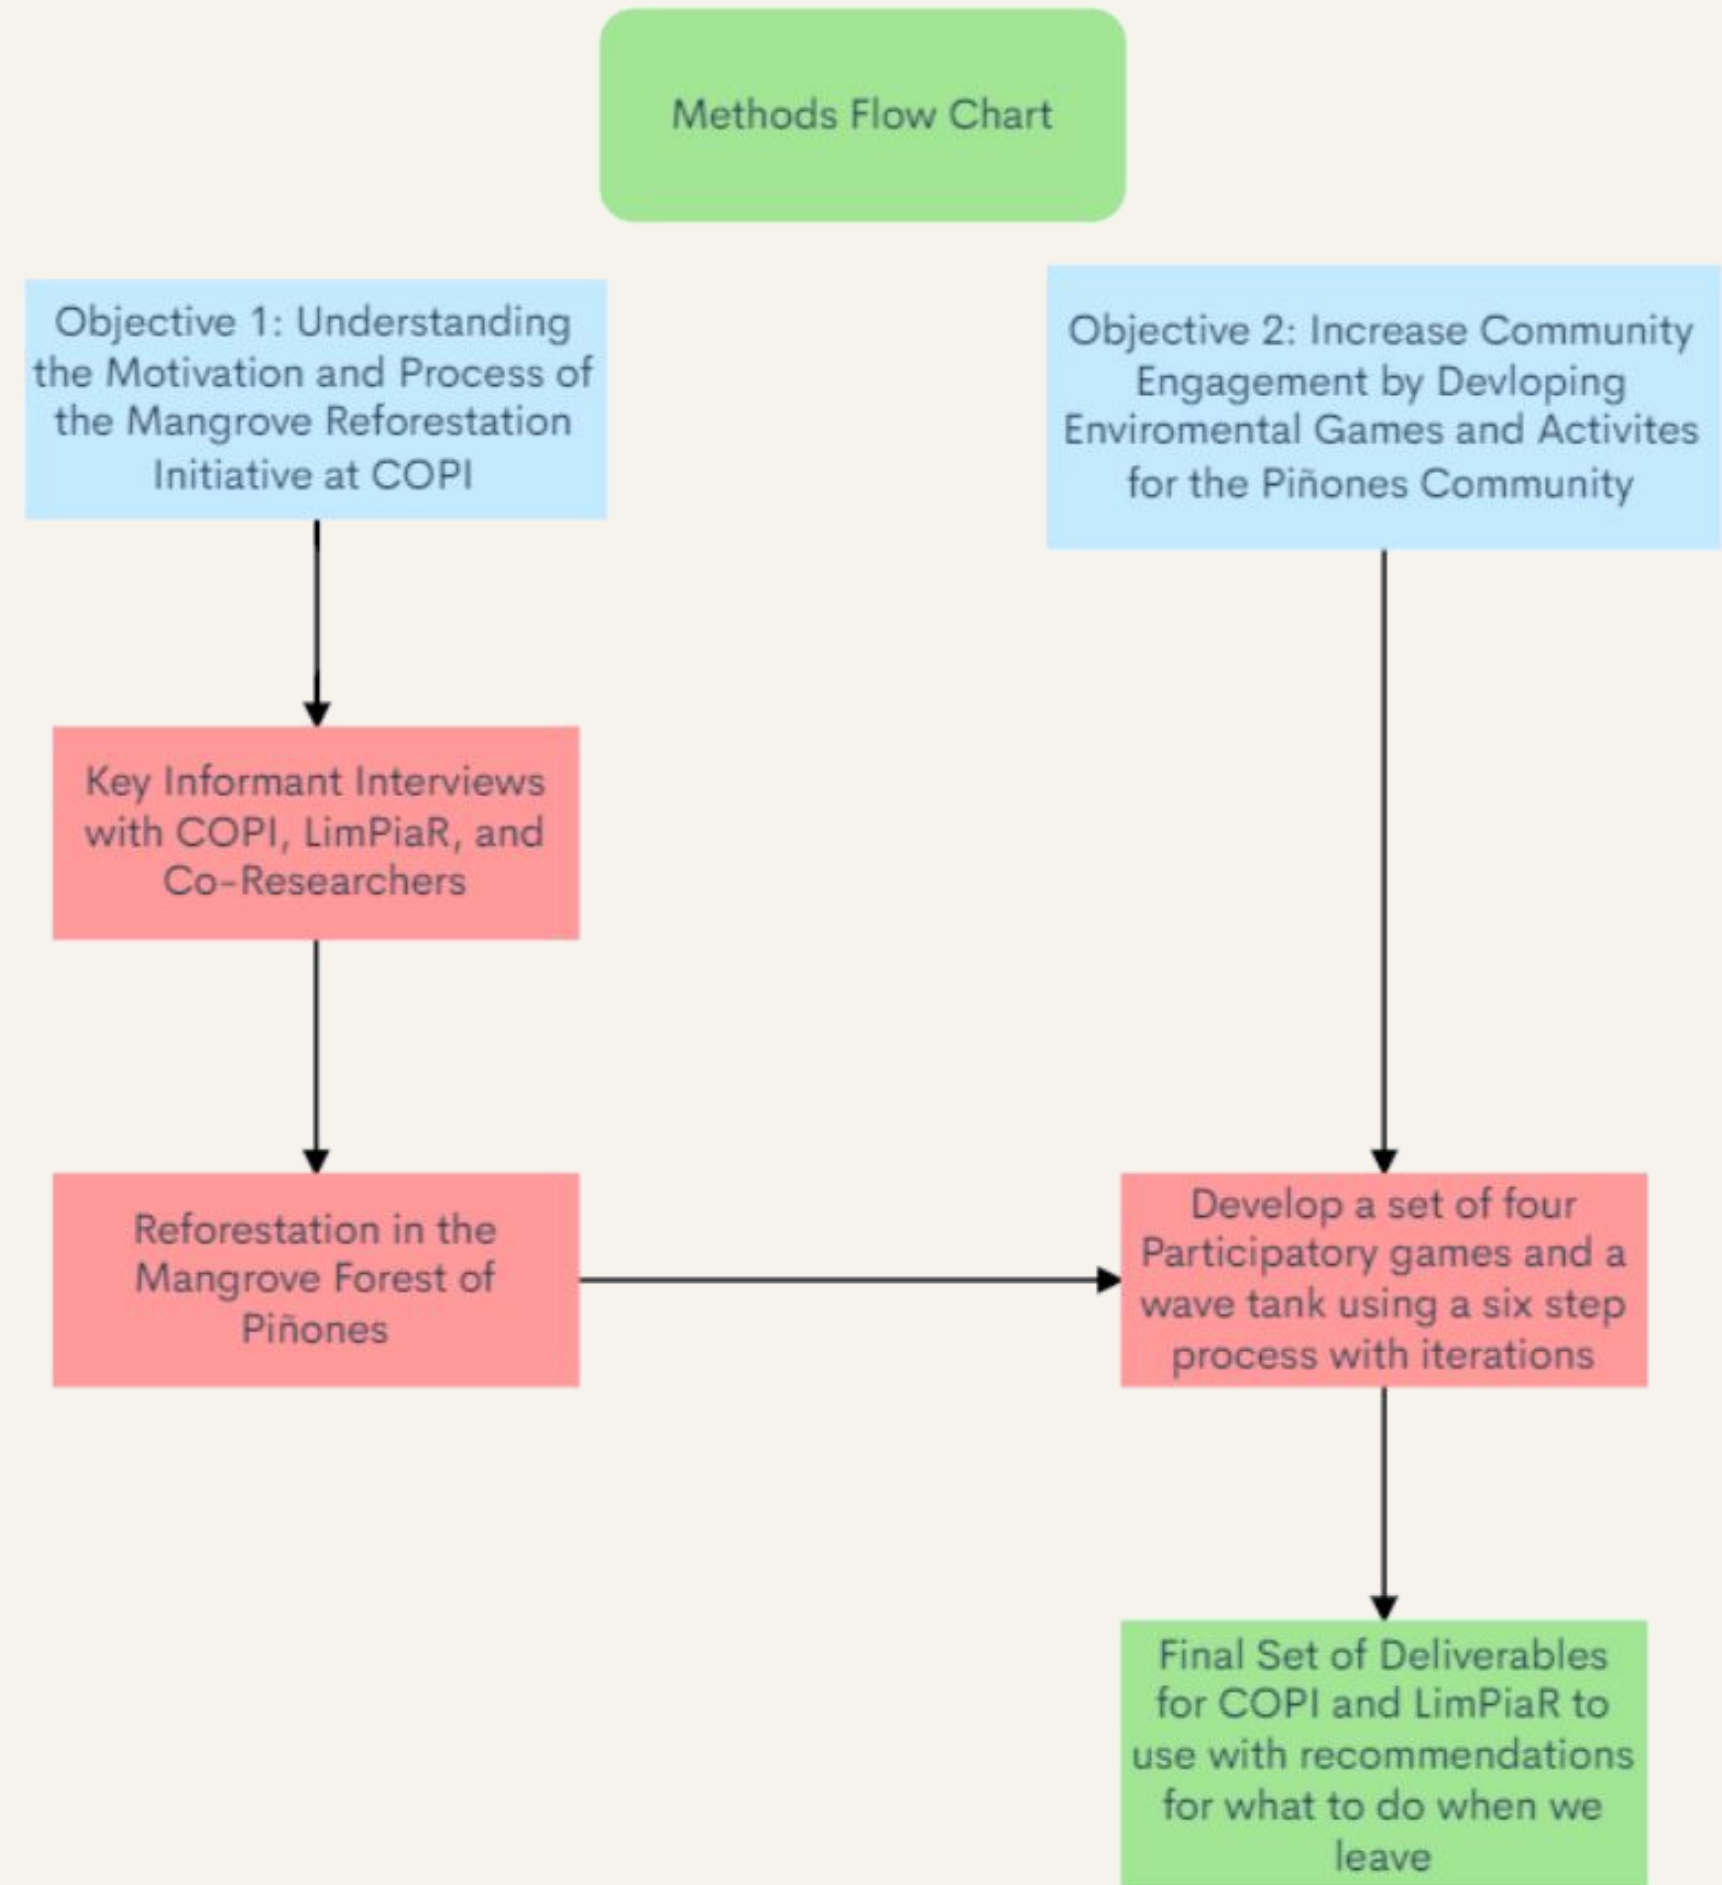 Methods Flow Chart
Objective 1: Understanding
the Motivation and Process of
the Mangrove Reforestation
Initiative at COPI
Objective 2: Increase Community
Engagement by Devloping
Enviromental Games and Activites
for the Piñones Community
Key Informant Interviews
with COPI, LimPiaR, and
Co-Researchers
Reforestation in the
Mangrove Forest of
Piñones
Develop a set of four
Participatory games and a
wave tank using a six step
process with iterations
Final Set of Deliverables
for COPI and LimPiaR to
use with recommendations
for what to do when we
leave